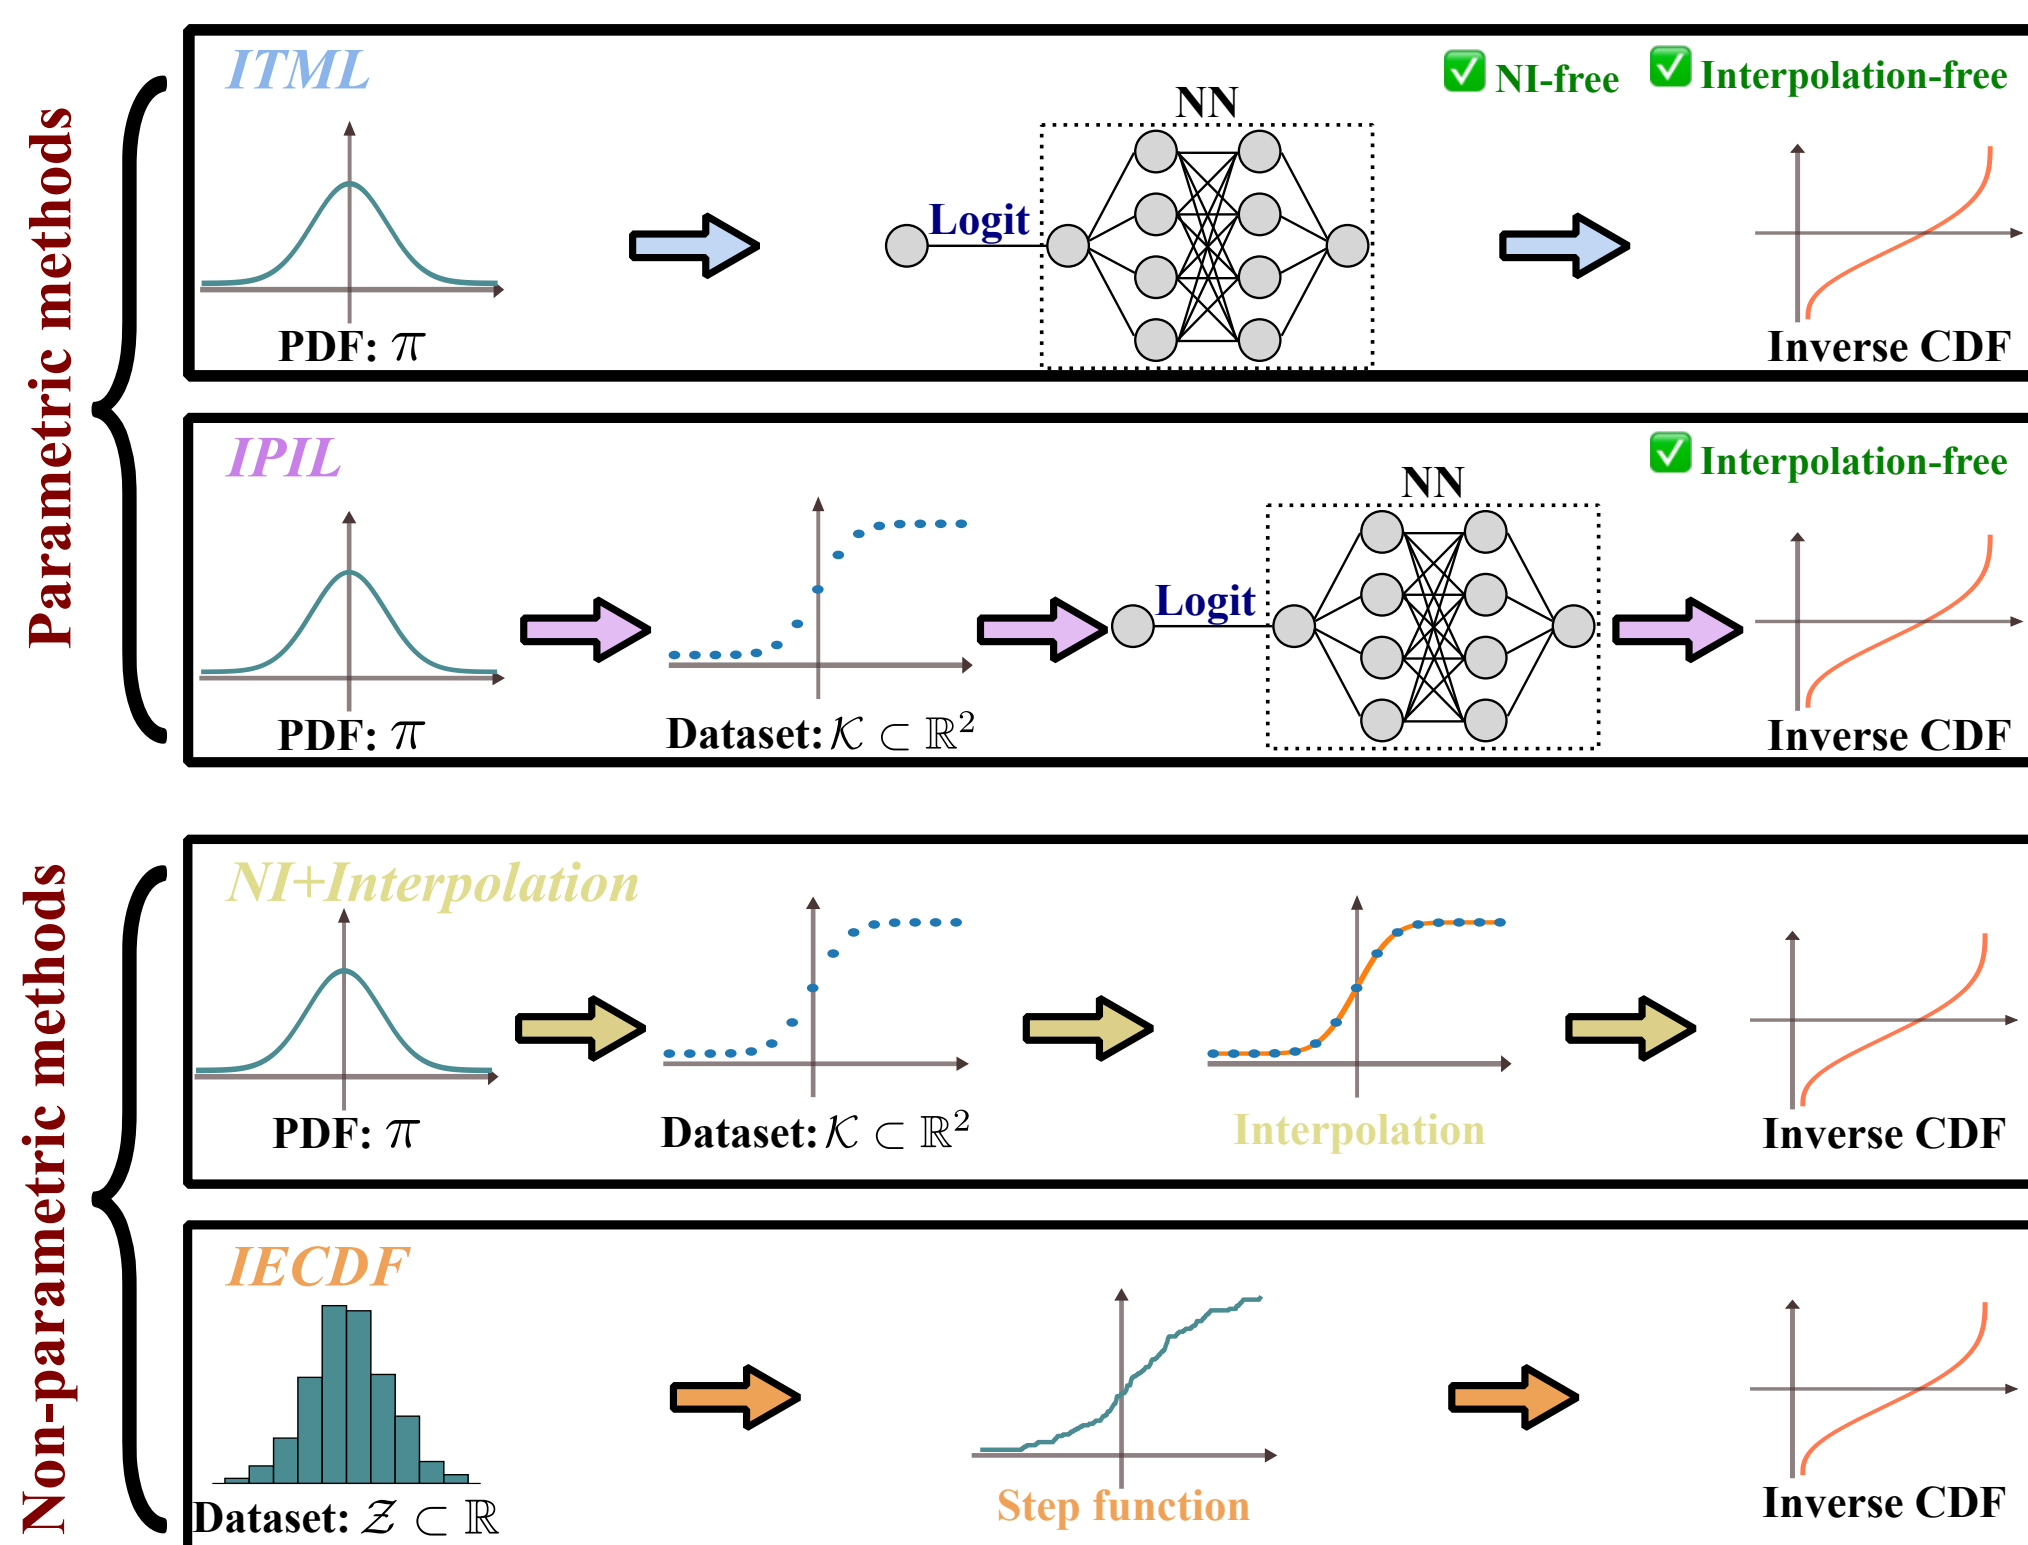 Parametric methods
ITML
✅ NI-free ✅ Interpolation-free
NN
Logit
PDF: π
Inverse CDF
IPIL
✅ Interpolation-free
NN
Logit
PDF: π
Dataset: 𝒦 ⊂ ℝ²
Inverse CDF
Non-parametric methods
NI+Interpolation
PDF: π
Dataset: 𝒦 ⊂ ℝ²
Interpolation
Inverse CDF
IECDF
Dataset: 𝒵 ⊂ ℝ
Step function
Inverse CDF